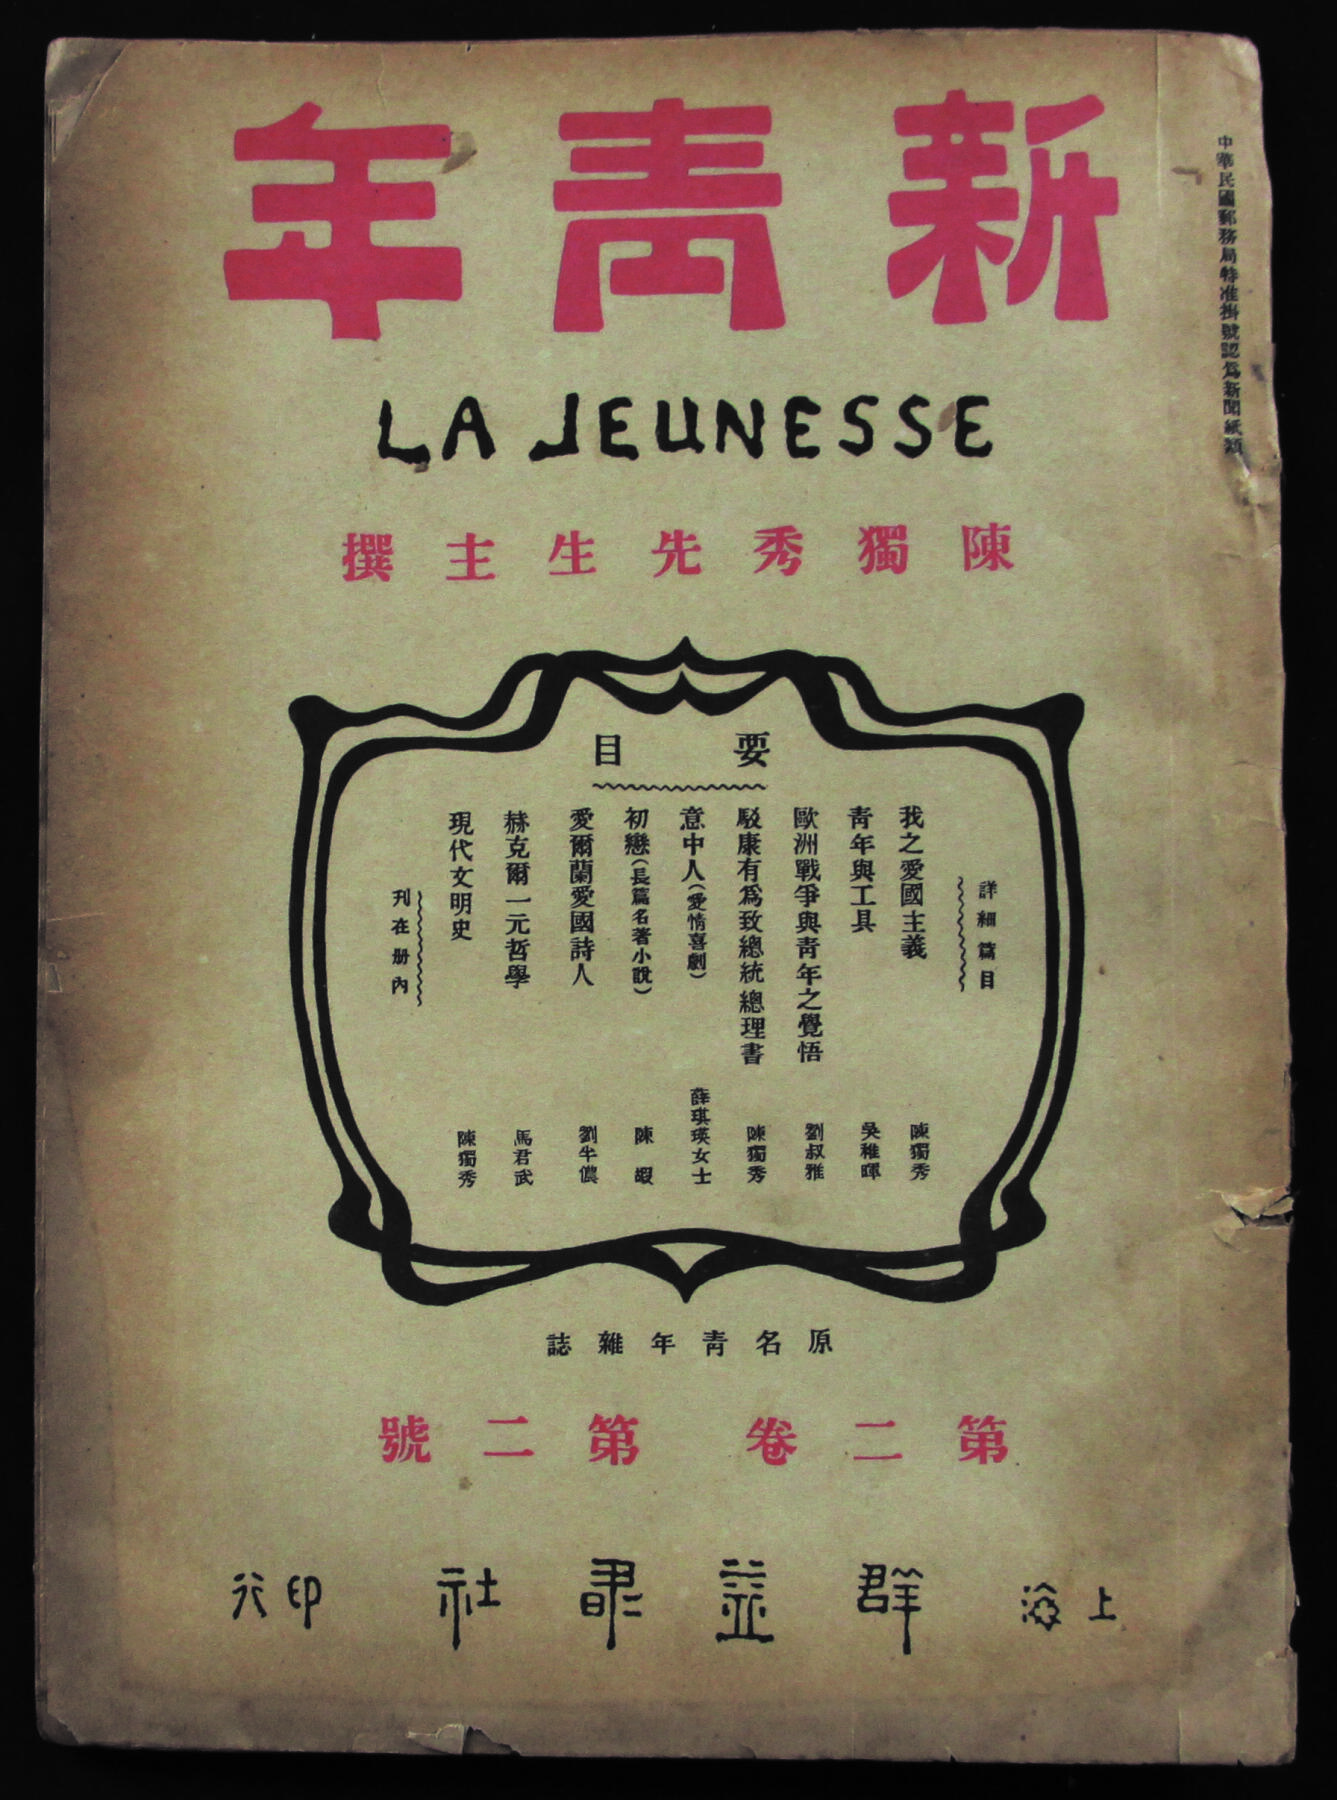 中華民國郵務局特准掛號認爲新聞紙類
新青年
LA JEUNESSE
陳獨秀先生主撰
要目
詳細篇目
我之愛國主義 陳獨秀
青年與工具 吳稚暉
歐洲戰爭與青年之覺悟 劉叔雅
駁康有爲致總統總理書 陳獨秀
意中人(愛情喜劇) 薛琪瑛女士
初戀(長篇名著小說) 陳嘏
愛爾蘭愛國詩人 劉半儂
赫克爾一元哲學 馬君武
現代文明史 陳獨秀
刊在册內
原名青年雜誌
第二卷 第二號
上海 群益書社 印行